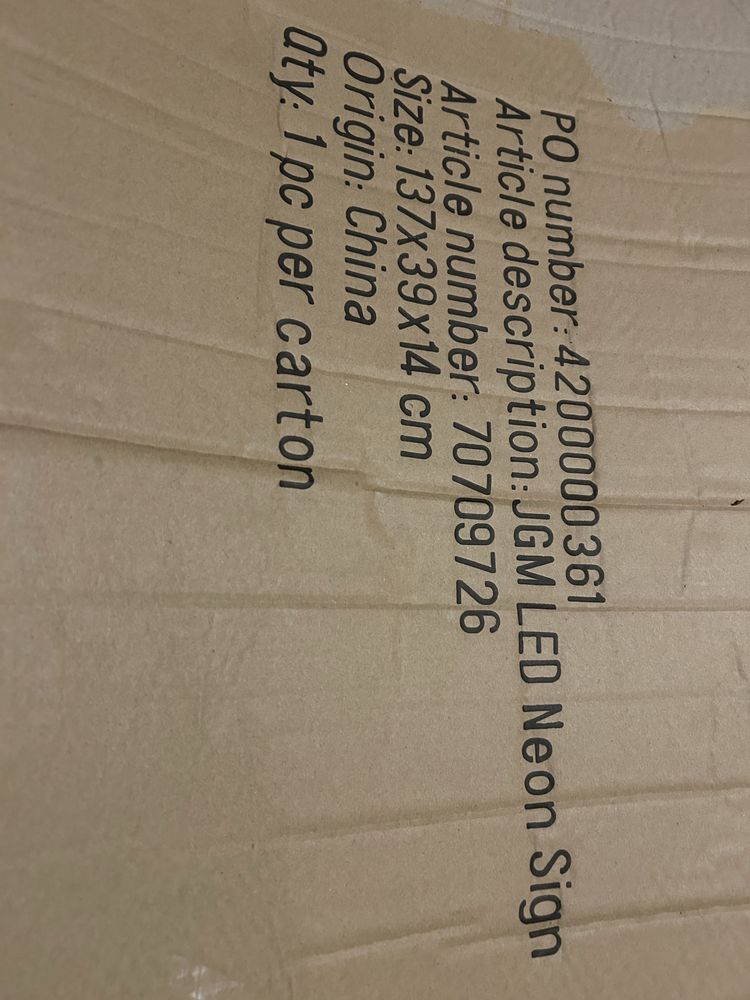 PO number: 4200000361
Article description: JGM LED Neon Sign
Article number: 70709726
Size: 137x39x14 cm
Origin: China
Qty: 1 pc per carton